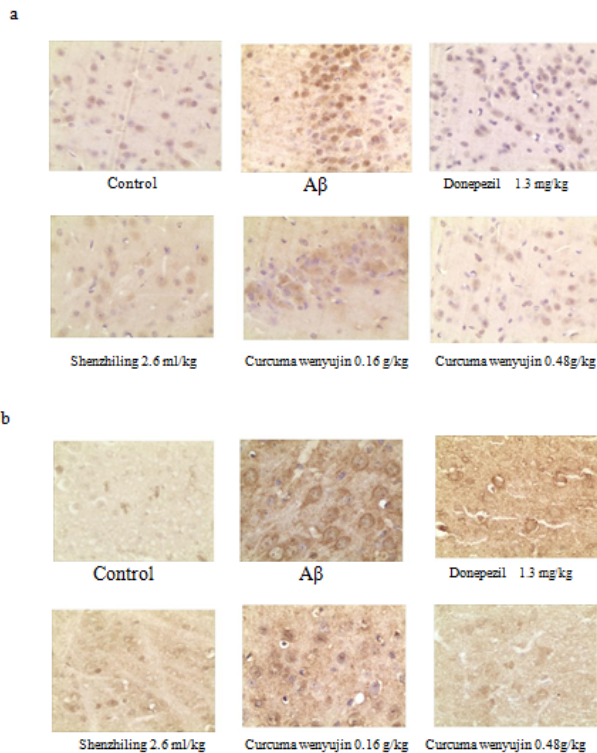 a
Control Aβ Donepezil 1.3 mg/kg
Shenzhiling 2.6 ml/kg Curcuma wenyujin 0.16 g/kg Curcuma wenyujin 0.48g/kg
b
Control Aβ Donepezil 1.3 mg/kg
Shenzhiling 2.6 ml/kg Curcuma wenyujin 0.16 g/kg Curcuma wenyujin 0.48g/kg